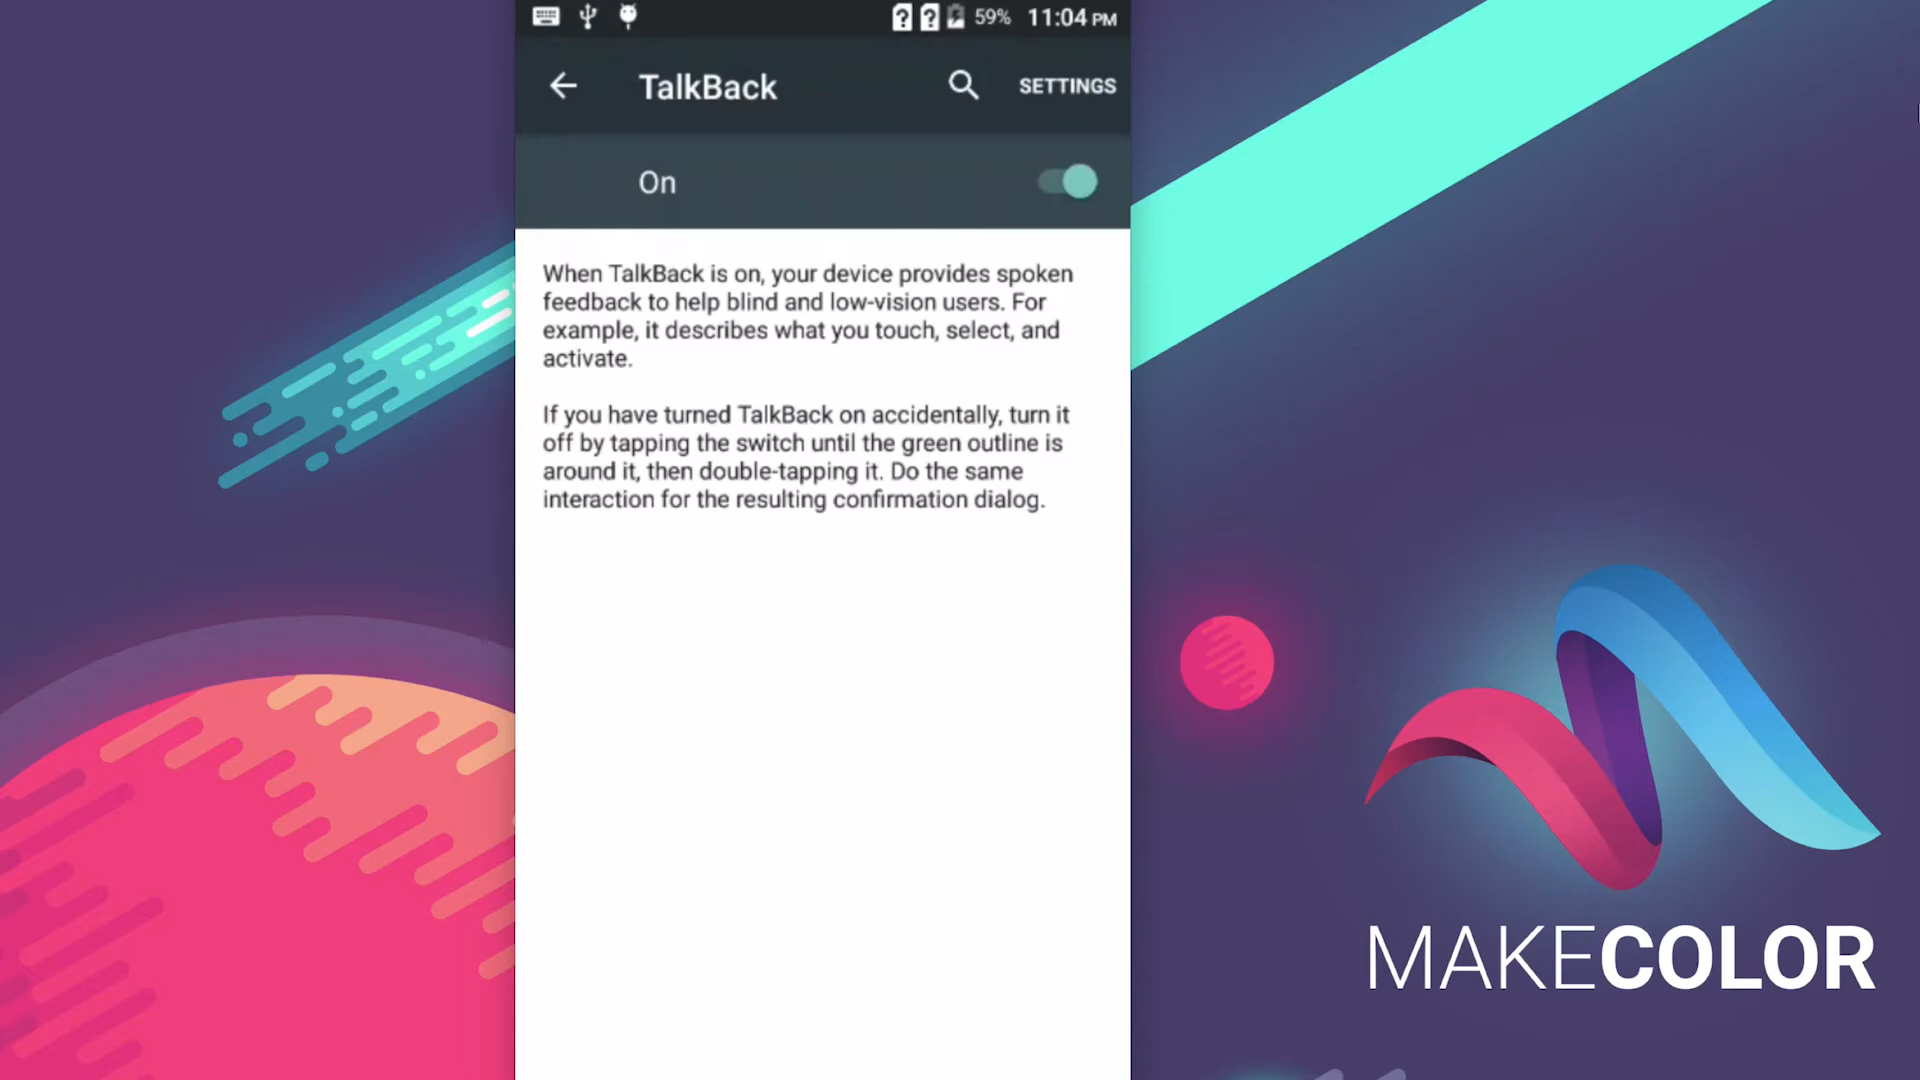 59% 11:04 PM
TalkBack SETTINGS
On
When TalkBack is on, your device provides spoken
feedback to help blind and low-vision users. For
example, it describes what you touch, select, and
activate.
If you have turned TalkBack on accidentally, turn it
off by tapping the switch until the green outline is
around it, then double-tapping it. Do the same
interaction for the resulting confirmation dialog.
MAKECOLOR